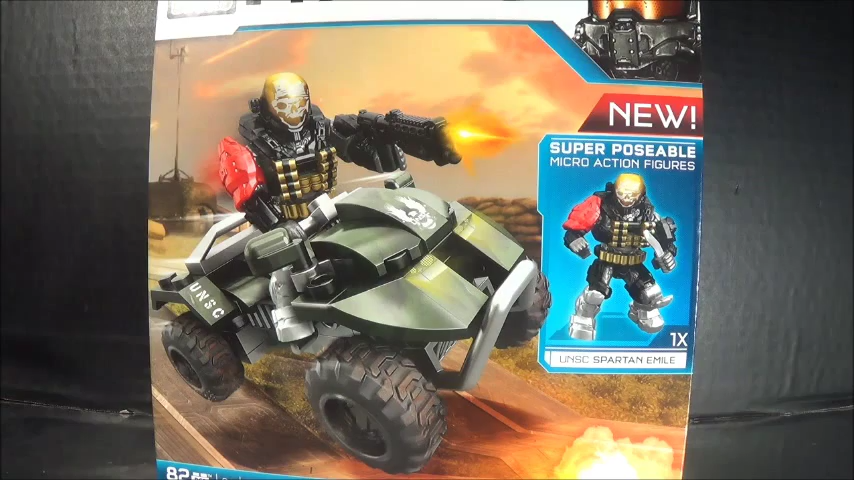 NEW!
SUPER POSEABLE
MICRO ACTION FIGURES
UNSC
1X
UNSC SPARTAN EMILE
82